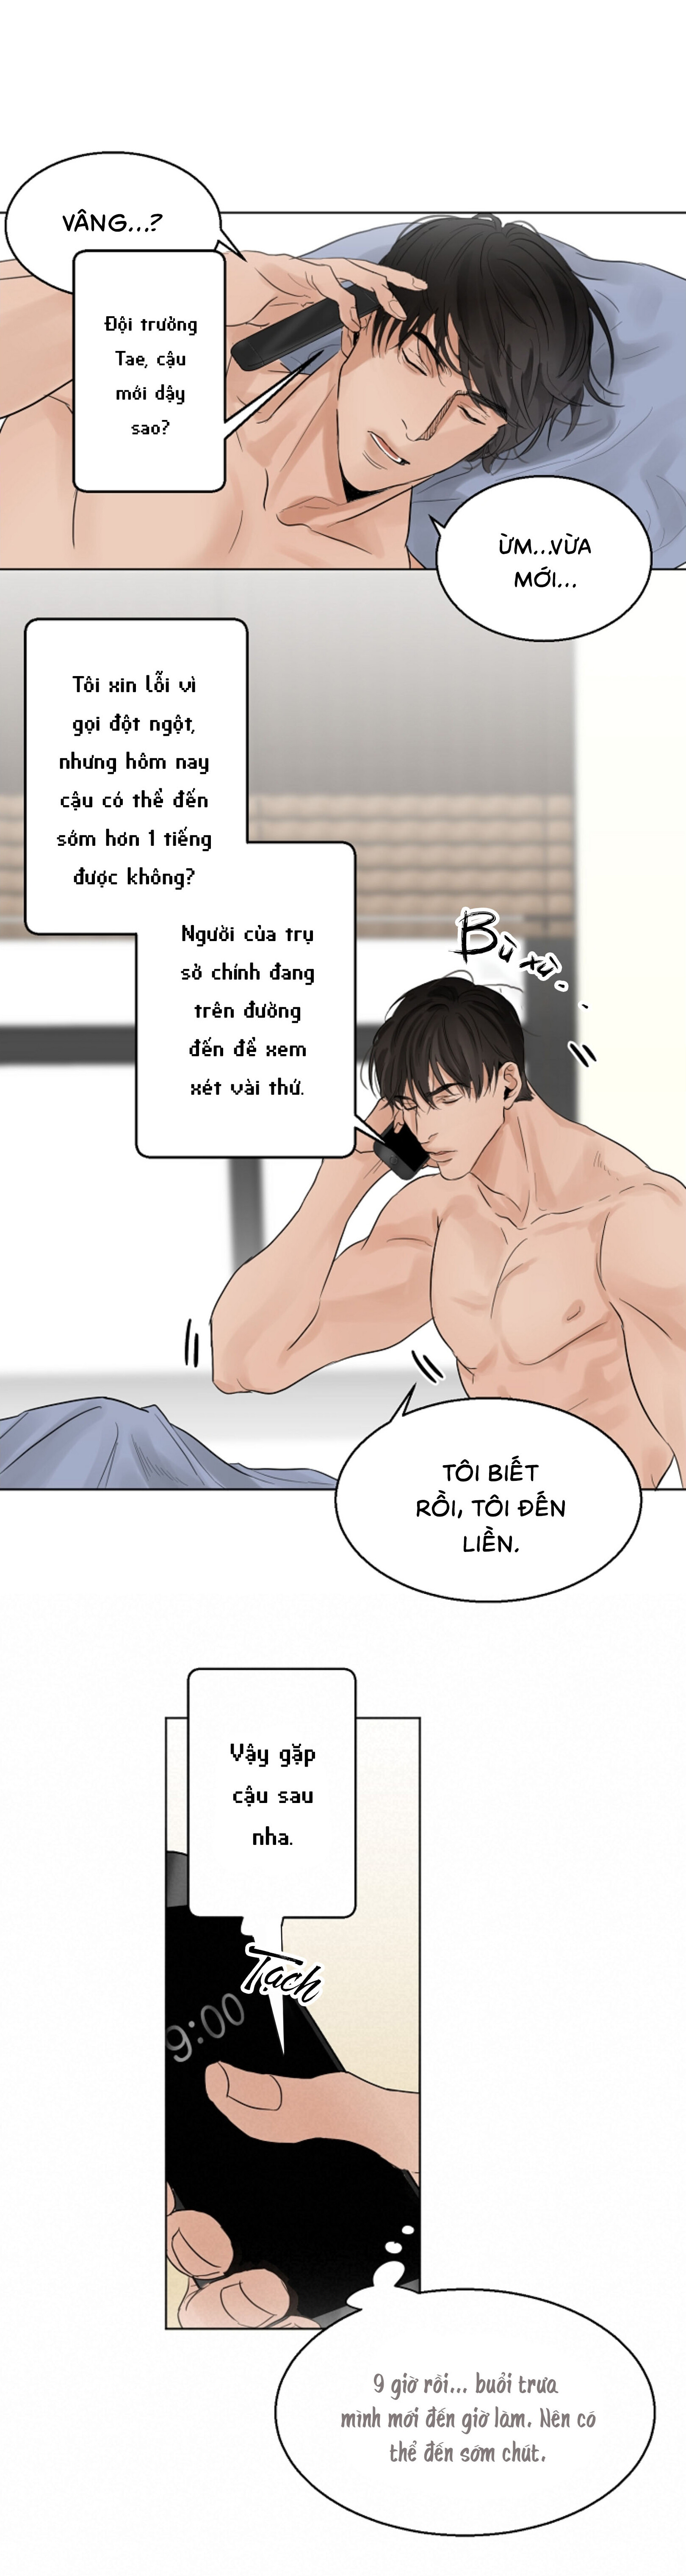 VÂNG...?
Đội trưởng
Tae, cậu
mới dậy
sao?
ỪM...VỪA
MỚI...
Tôi xin lỗi vì
gọi đột ngột,
nhưng hôm nay
cậu có thể đến
sớm hơn 1 tiếng
được không?
Người của trụ
sở chính đang
trên đường
đến để xem
xét vài thứ.
Bù xù..
TÔI BIẾT
RỒI, TÔI ĐẾN
LIỀN.
Vậy gặp
cậu sau
nha.
Tạch
9:00
9 giờ rồi... buổi trưa
mình mới đến giờ làm. Nên có
thể đến sớm chút.